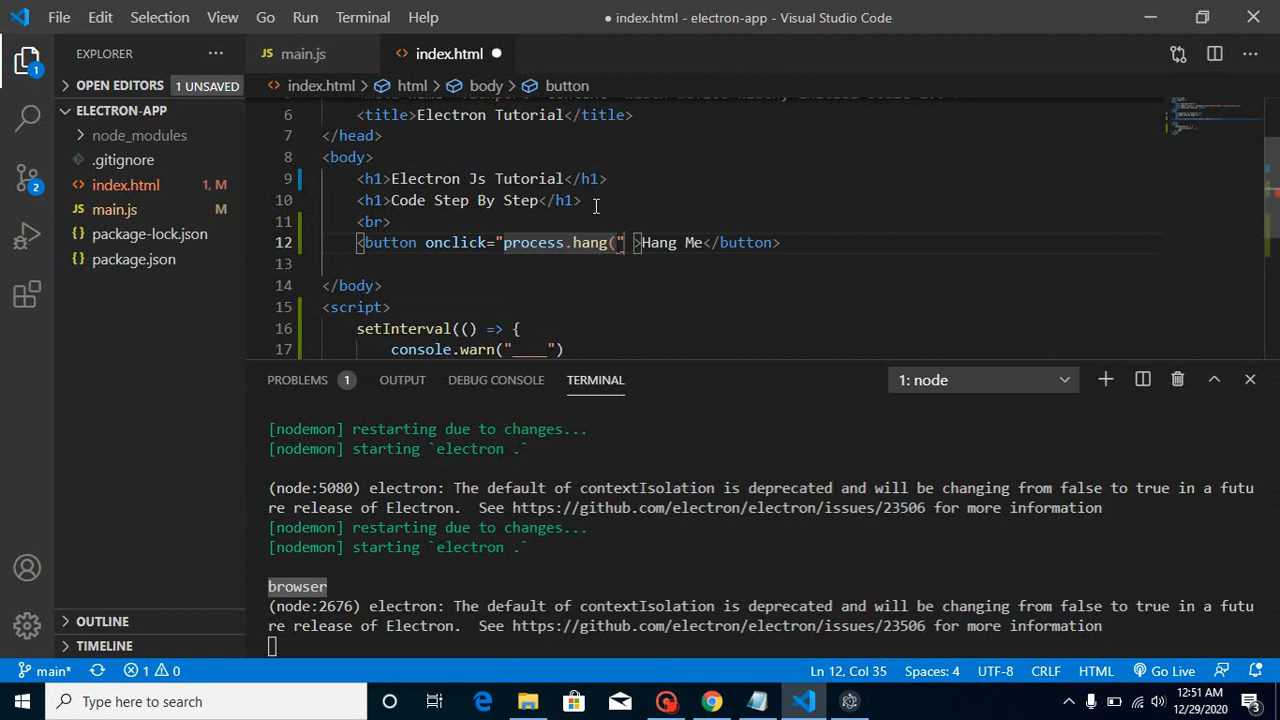 File Edit Selection View Go Run Terminal Help
● index.html - electron-app - Visual Studio Code
EXPLORER
OPEN EDITORS 1 UNSAVED
ELECTRON-APP
node_modules
.gitignore
index.html 1, M
main.js
package-lock.json
package.json
OUTLINE
TIMELINE
JS main.js
<> index.html ●
<> index.html > html > body > button
6 <title>Electron Tutorial</title>
7 </head>
8 <body>
9 <h1>Electron Js Tutorial</h1>
10 <h1>Code Step By Step</h1>
11 <br>
12 <button onclick="process.hang(" >Hang Me</button>
13
14 </body>
15 <script>
16 setInterval(() => {
17 console.warn("____")
PROBLEMS 1 OUTPUT DEBUG CONSOLE TERMINAL 1: node
[nodemon] restarting due to changes...
[nodemon] starting `electron .`
(node:5080) electron: The default of contextIsolation is deprecated and will be changing from false to true in a futu
re release of Electron.  See https://github.com/electron/electron/issues/23506 for more information
[nodemon] restarting due to changes...
[nodemon] starting `electron .`
browser
(node:2676) electron: The default of contextIsolation is deprecated and will be changing from false to true in a futu
re release of Electron.  See https://github.com/electron/electron/issues/23506 for more information
main* 1 0 Ln 12, Col 35 Spaces: 4 UTF-8 CRLF HTML Go Live
Type here to search
12:51 AM
12/29/2020